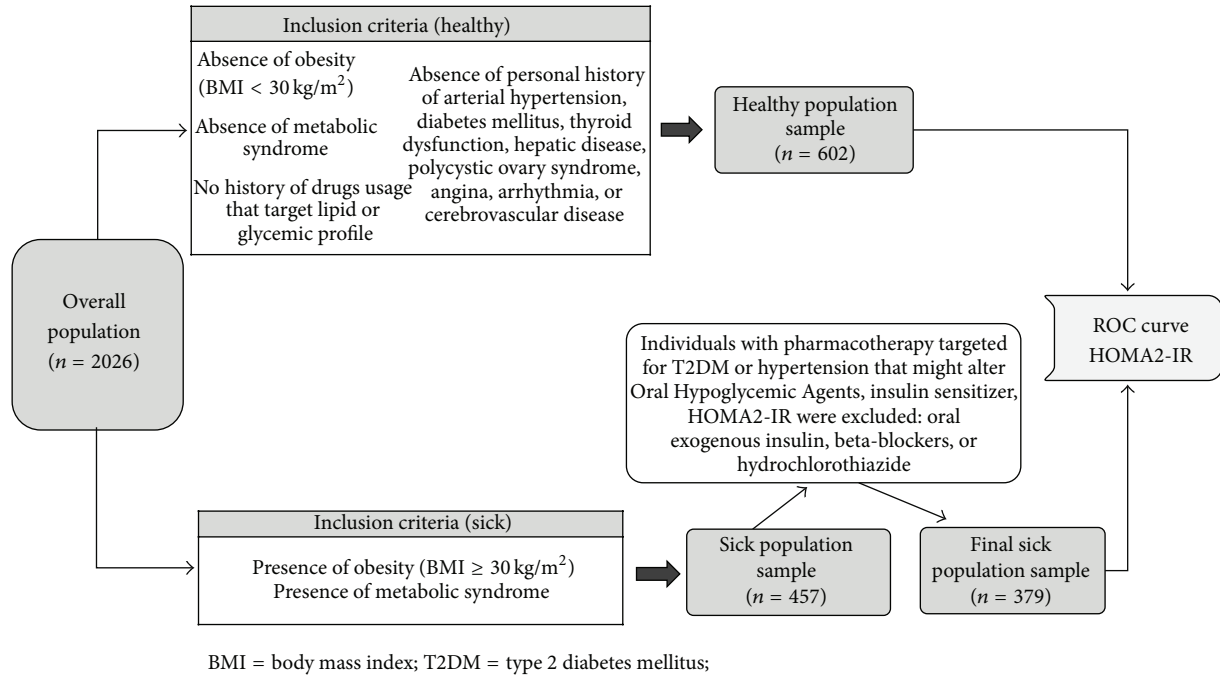 Inclusion criteria (healthy)
Absence of obesity
(BMI < 30 kg/m²)
Absence of metabolic
syndrome
No history of drugs usage
that target lipid or
glycemic profile
Absence of personal history
of arterial hypertension,
diabetes mellitus, thyroid
dysfunction, hepatic disease,
polycystic ovary syndrome,
angina, arrhythmia, or
cerebrovascular disease
Healthy population
sample
(n = 602)
Overall
population
(n = 2026)
ROC curve
HOMA2-IR
Individuals with pharmacotherapy targeted
for T2DM or hypertension that might alter
Oral Hypoglycemic Agents, insulin sensitizer,
HOMA2-IR were excluded: oral
exogenous insulin, beta-blockers, or
hydrochlorothiazide
Inclusion criteria (sick)
Presence of obesity (BMI ≥ 30 kg/m²)
Presence of metabolic syndrome
Sick population
sample
(n = 457)
Final sick
population sample
(n = 379)
BMI = body mass index; T2DM = type 2 diabetes mellitus;